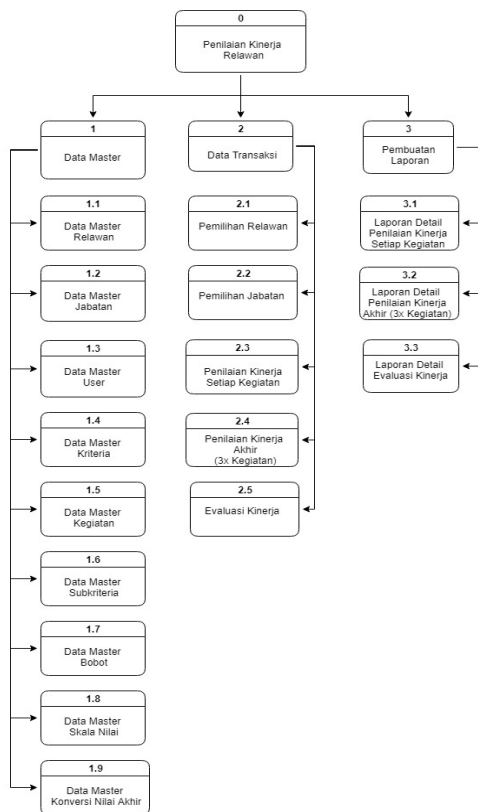 0
Penilaian Kinerja
Relawan
1
Data Master
2
Data Transaksi
3
Pembuatan
Laporan
1.1
Data Master
Relawan
1.2
Data Master
Jabatan
1.3
Data Master
User
1.4
Data Master
Kriteria
1.5
Data Master
Kegiatan
1.6
Data Master
Subkriteria
1.7
Data Master
Bobot
1.8
Data Master
Skala Nilai
1.9
Data Master
Konversi Nilai Akhir
2.1
Pemilihan Relawan
2.2
Pemilihan Jabatan
2.3
Penilaian Kinerja
Setiap Kegiatan
2.4
Penilaian Kinerja
Akhir
(3x Kegiatan)
2.5
Evaluasi Kinerja
3.1
Laporan Detail
Penilaian Kinerja
Setiap Kegiatan
3.2
Laporan Detail
Penilaian Kinerja
Akhir (3x Kegiatan)
3.3
Laporan Detail
Evaluasi Kinerja